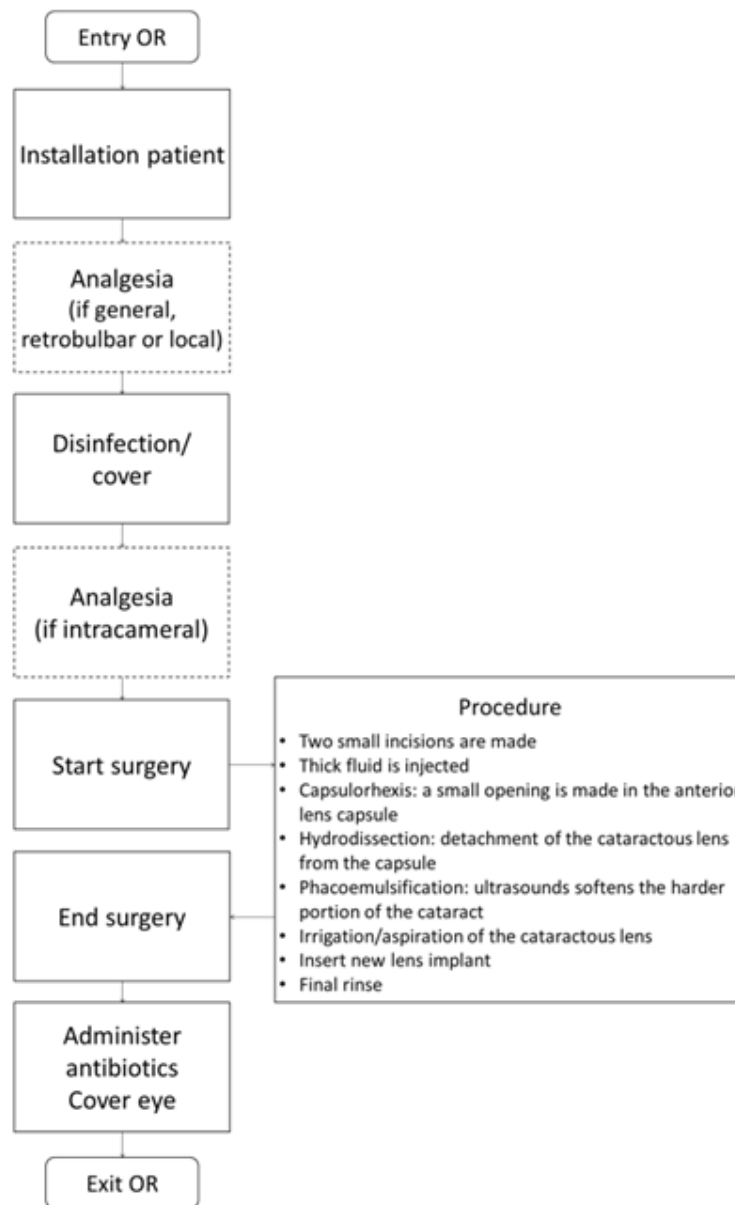 Entry OR
Installation patient
Analgesia
(if general,
retrobulbar or local)
Disinfection/
cover
Analgesia
(if intracameral)
Start surgery
Procedure
• Two small incisions are made
• Thick fluid is injected
• Capsulorhexis: a small opening is made in the anterior
lens capsule
• Hydrodissection: detachment of the cataractous lens
from the capsule
• Phacoemulsification: ultrasounds softens the harder
portion of the cataract
• Irrigation/aspiration of the cataractous lens
• Insert new lens implant
• Final rinse
End surgery
Administer
antibiotics
Cover eye
Exit OR